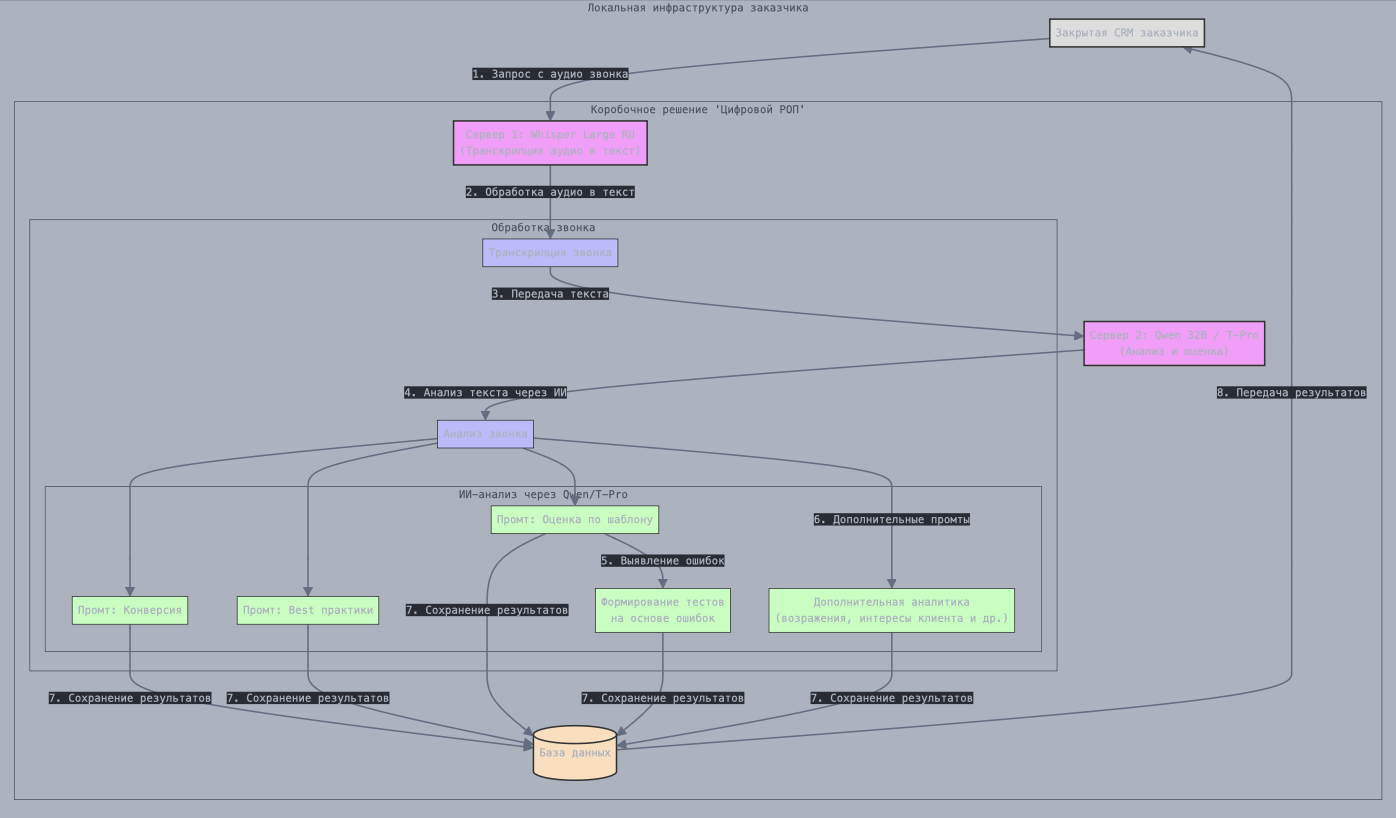 Локальная инфраструктура заказчика
Закрытая CRM заказчика
1. Запрос с аудио звонка
Коробочное решение 'Цифровой РОП'
Сервер 1: Whisper Large RU
(Транскрипция аудио в текст)
2. Обработка аудио в текст
Обработка звонка
Транскрипция звонка
3. Передача текста
Сервер 2: Qwen 32B / T-Pro
(Анализ и оценка)
4. Анализ текста через ИИ
8. Передача результатов
Анализ звонка
ИИ-анализ через Qwen/T-Pro
Промт: Оценка по шаблону
6. Дополнительные промты
5. Выявление ошибок
Промт: Конверсия
Промт: Best практики
7. Сохранение результатов
Формирование тестов
на основе ошибок
Дополнительная аналитика
(возражения, интересы клиента и др.)
7. Сохранение результатов
7. Сохранение результатов
7. Сохранение результатов
7. Сохранение результатов
База данных